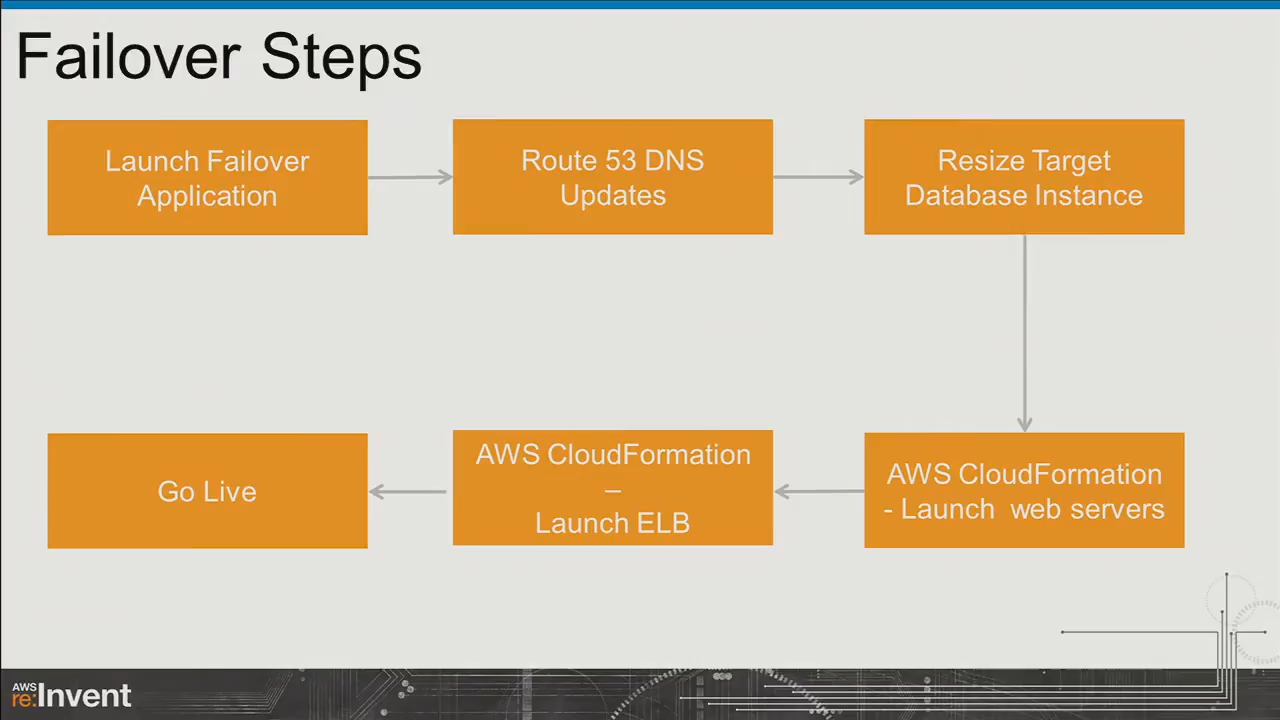 Failover Steps
Launch Failover
Application
Route 53 DNS
Updates
Resize Target
Database Instance
AWS CloudFormation
- Launch web servers
AWS CloudFormation
–
Launch ELB
Go Live
AWS
re:Invent